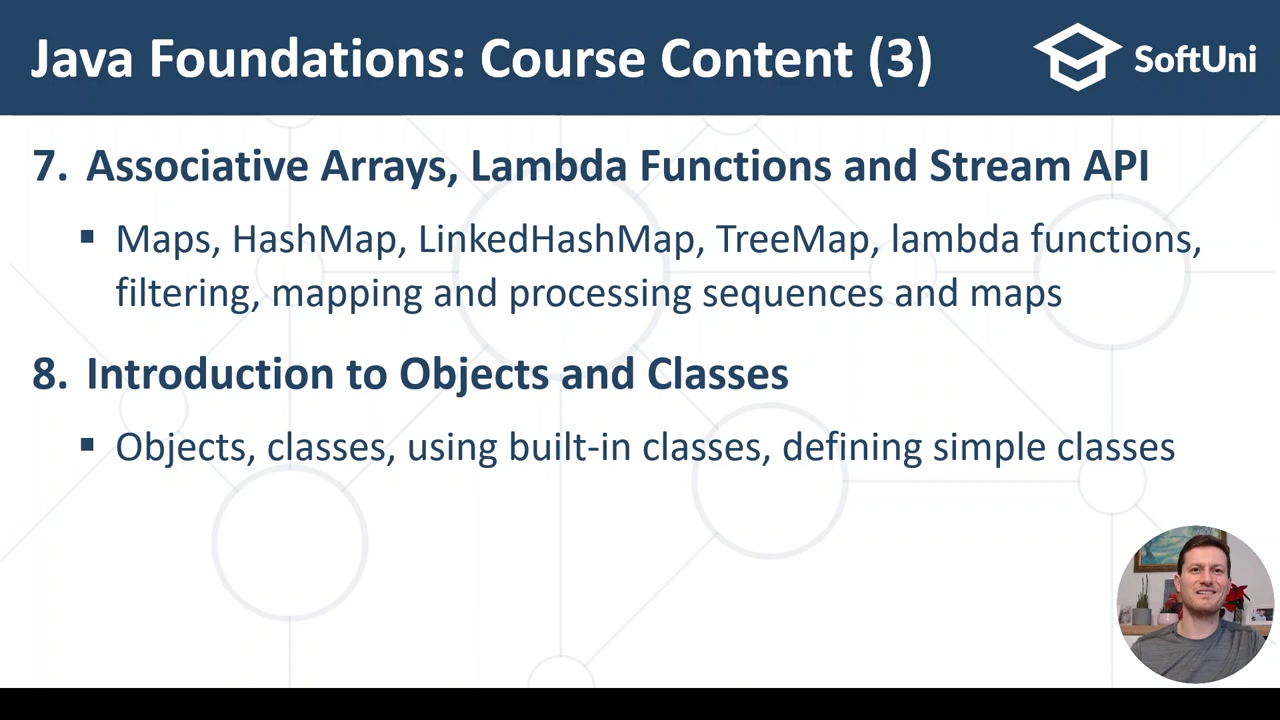 Java Foundations: Course Content (3)
SoftUni
7. Associative Arrays, Lambda Functions and Stream API
▪ Maps, HashMap, LinkedHashMap, TreeMap, lambda functions,
filtering, mapping and processing sequences and maps
8. Introduction to Objects and Classes
▪ Objects, classes, using built-in classes, defining simple classes